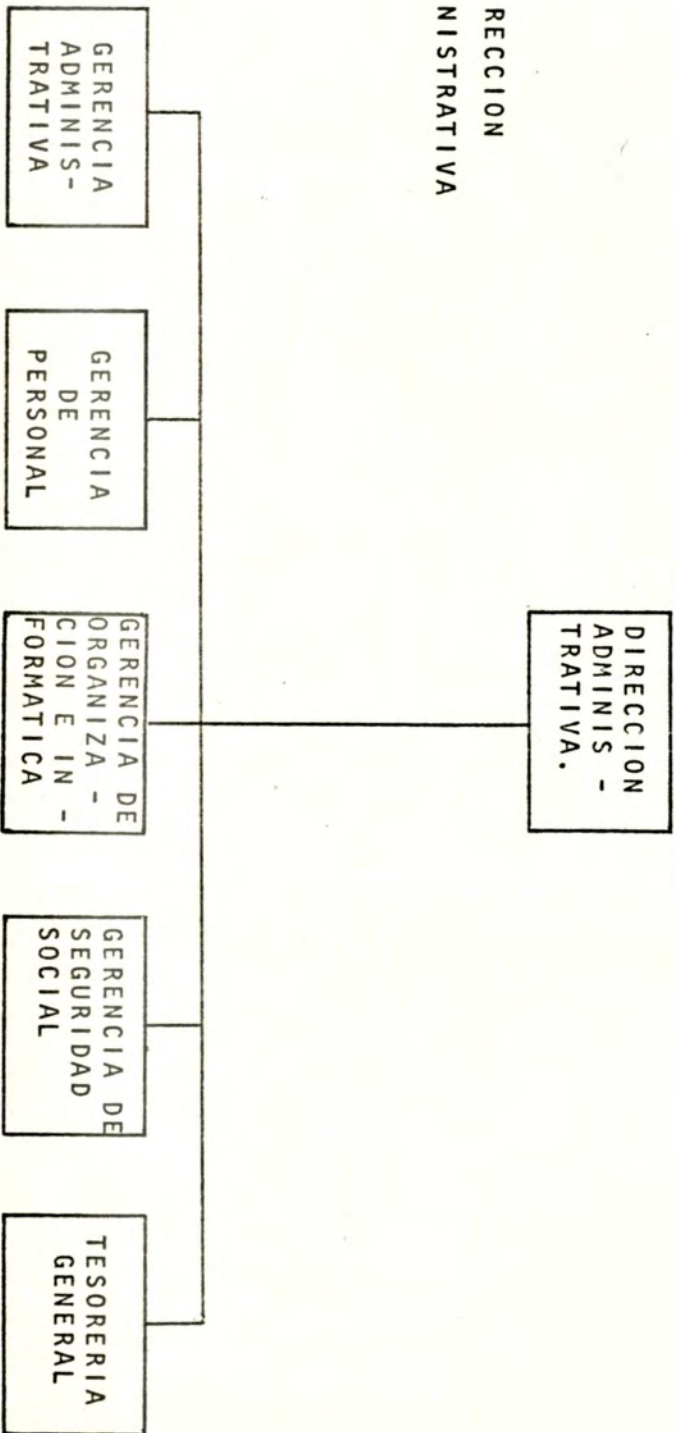 RECCION
NISTRATIVA
DIRECCION
ADMINIS -
TRATIVA.
GERENCIA
ADMINIS-
TRATIVA
GERENCIA
DE
PERSONAL
GERENCIA DE
ORGANIZA -
CION E IN -
FORMATICA
GERENCIA DE
SEGURIDAD
SOCIAL
TESORERIA
GENERAL